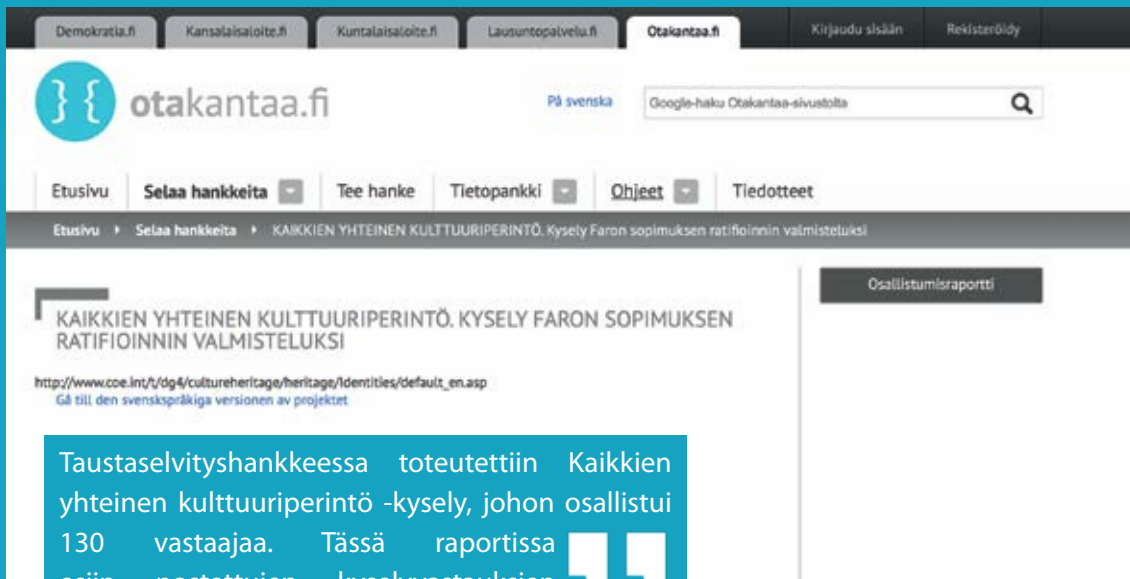 Demokratia.fi Kansalaisaloite.fi Kuntalaisaloite.fi Lausuntopalvelu.fi Otakantaa.fi Kirjaudu sisään Rekisteröidy
otakantaa.fi På svenska Google-haku Otakantaa-sivustolta
Etusivu Selaa hankkeita Tee hanke Tietopankki Ohjeet Tiedotteet
Etusivu Selaa hankkeita KAIKKIEN YHTEINEN KULTTUURIPERINTÖ. Kysely Faron sopimuksen ratifioinnin valmisteluksi
Osallistumisraportti
KAIKKIEN YHTEINEN KULTTUURIPERINTÖ. KYSELY FARON SOPIMUKSEN
RATIFIOINNIN VALMISTELUKSI
http://www.coe.int/t/dg4/cultureheritage/heritage/Identities/default_en.asp
Gå till den svenskspråkiga versionen av projektet
Taustaselvityshankkeessa toteutettiin Kaikkien
yhteinen kulttuuriperintö -kysely, johon osallistui
130 vastaajaa. Tässä raportissa
esiin nostettujen kyselyvastauksien